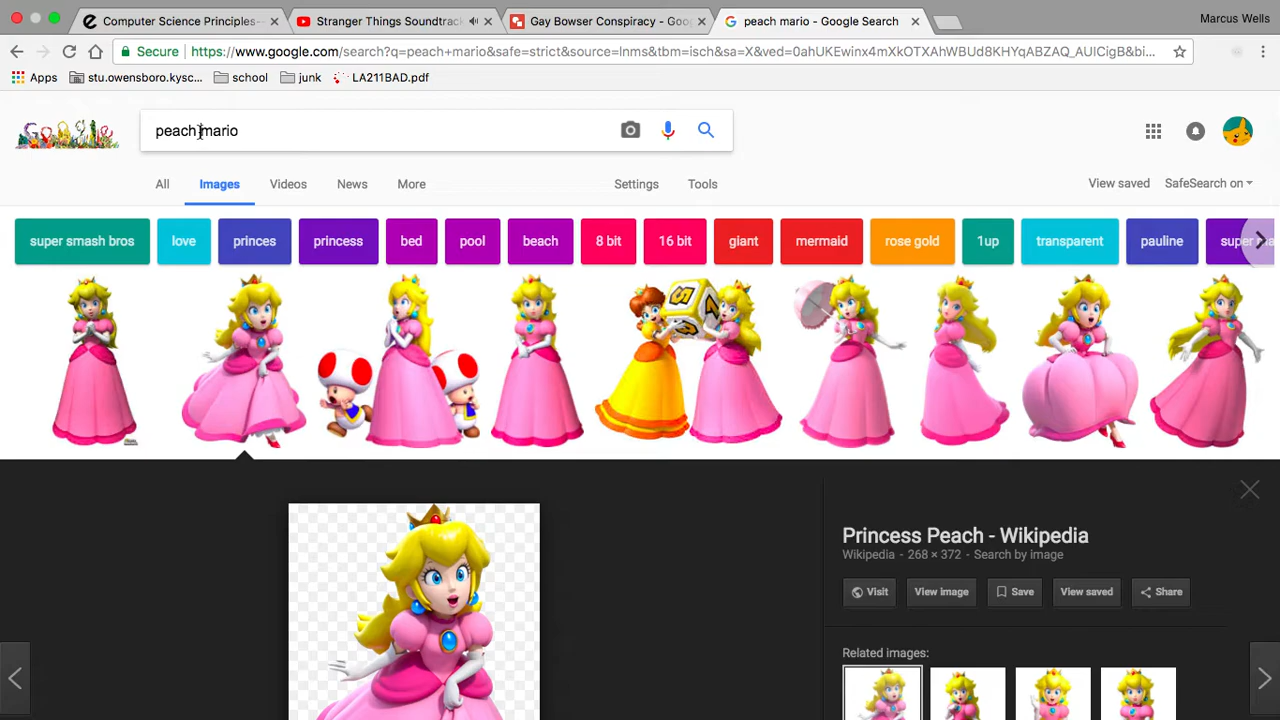 Computer Science Principles--
Stranger Things Soundtrack
Gay Bowser Conspiracy - Goo
peach mario - Google Search
Marcus Wells
Secure
https://www.google.com/search?q=peach+mario&safe=strict&source=lnms&tbm=isch&sa=X&ved=0ahUKEwinx4mXkOTXAhWBUd8KHYqABZAQ_AUICigB&bi...
Apps
stu.owensboro.kysc...
school
junk
LA211BAD.pdf
Google
peach mario
All
Images
Videos
News
More
Settings
Tools
View saved
SafeSearch on
super smash bros
love
princes
princess
bed
pool
beach
8 bit
16 bit
giant
mermaid
rose gold
1up
transparent
pauline
Princess Peach - Wikipedia
Wikipedia - 268 × 372 - Search by image
Visit
View image
Save
View saved
Share
Related images: